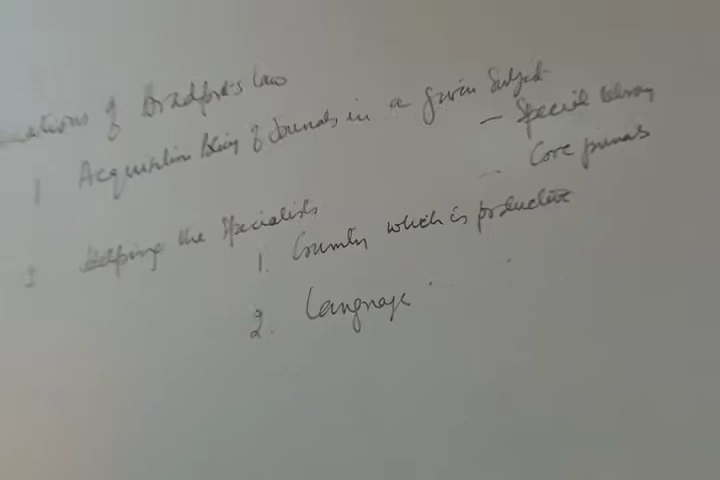 of Bradford's law
1 Acquisition Policy of Journals in a given Subject
— Special library
— Core journals
2 Helping the Specialists
1. Country which is productive
2. Language